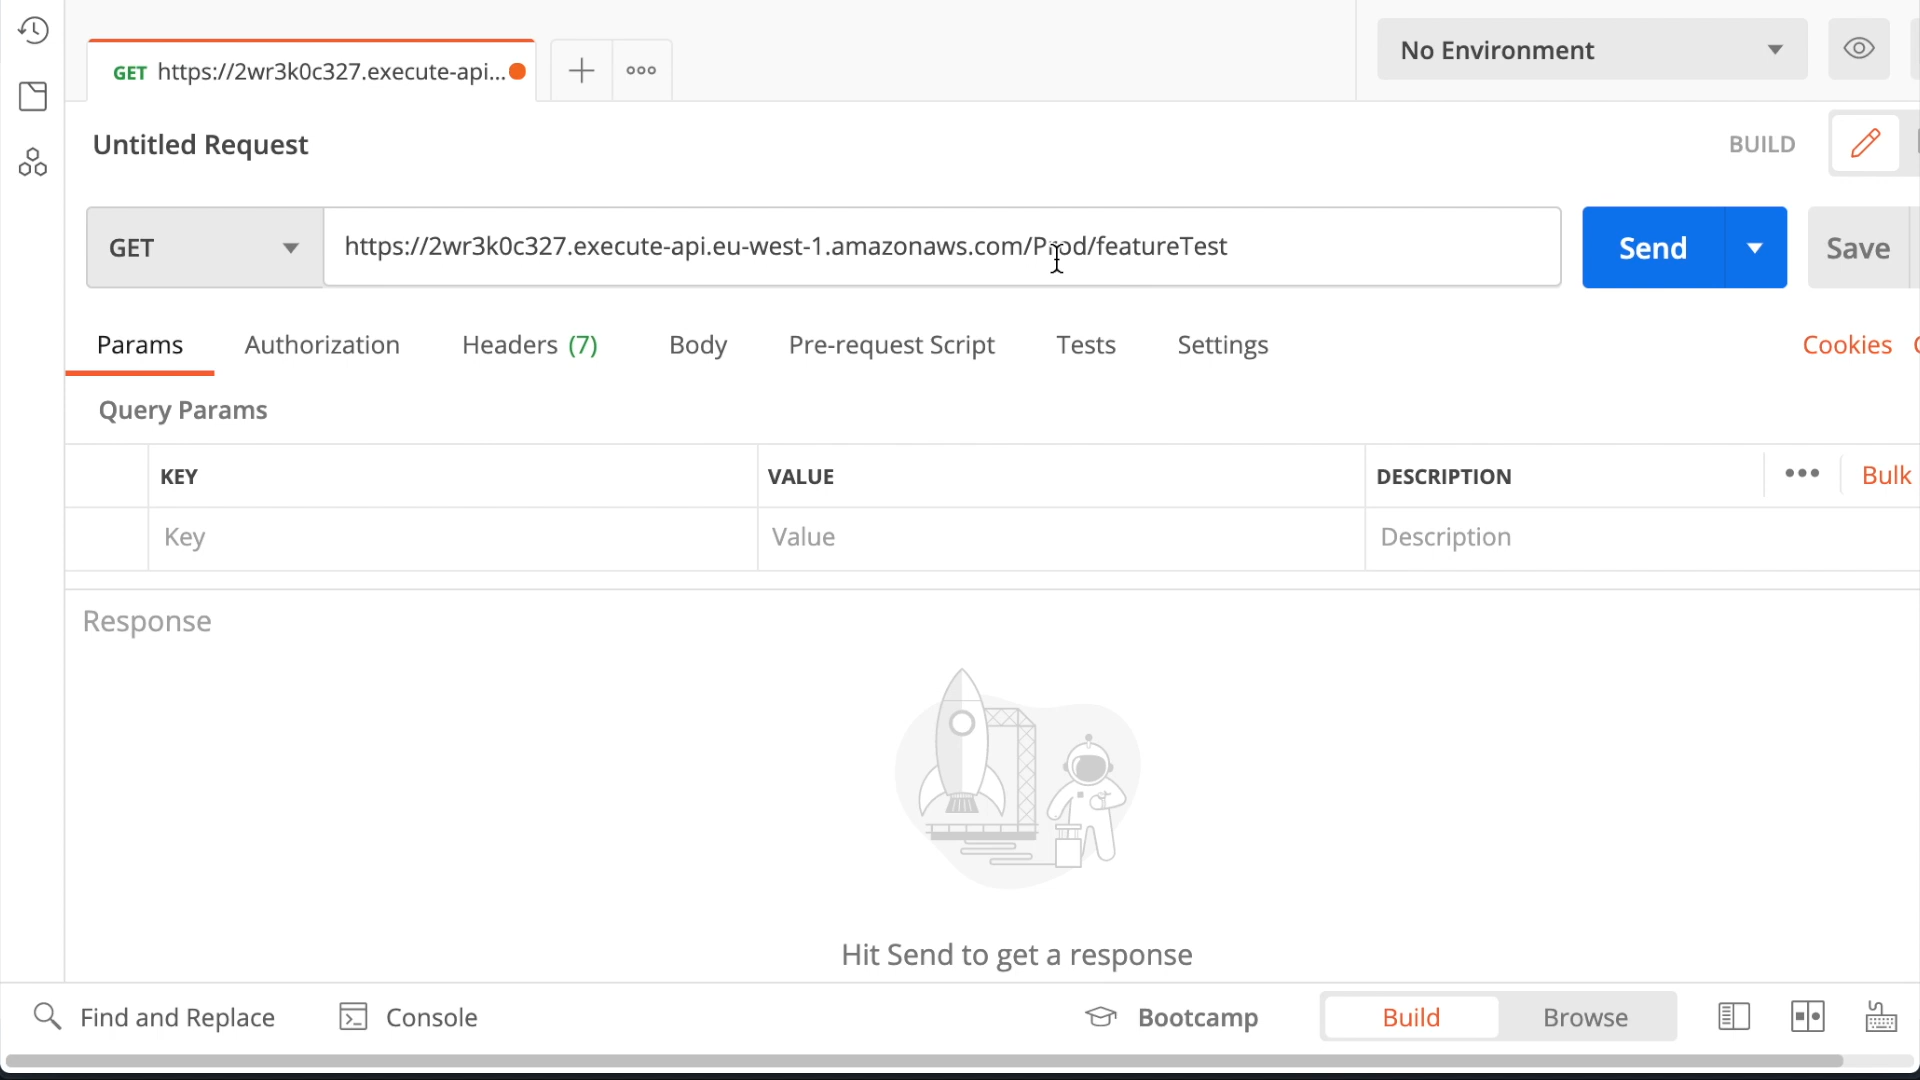 GET https://2wr3k0c327.execute-api...
No Environment
Untitled Request
BUILD
GET
https://2wr3k0c327.execute-api.eu-west-1.amazonaws.com/Prod/featureTest
Send
Save
Params
Authorization
Headers (7)
Body
Pre-request Script
Tests
Settings
Cookies
Query Params
KEY
VALUE
DESCRIPTION
Bulk
Key
Value
Description
Response
Hit Send to get a response
Find and Replace
Console
Bootcamp
Build
Browse